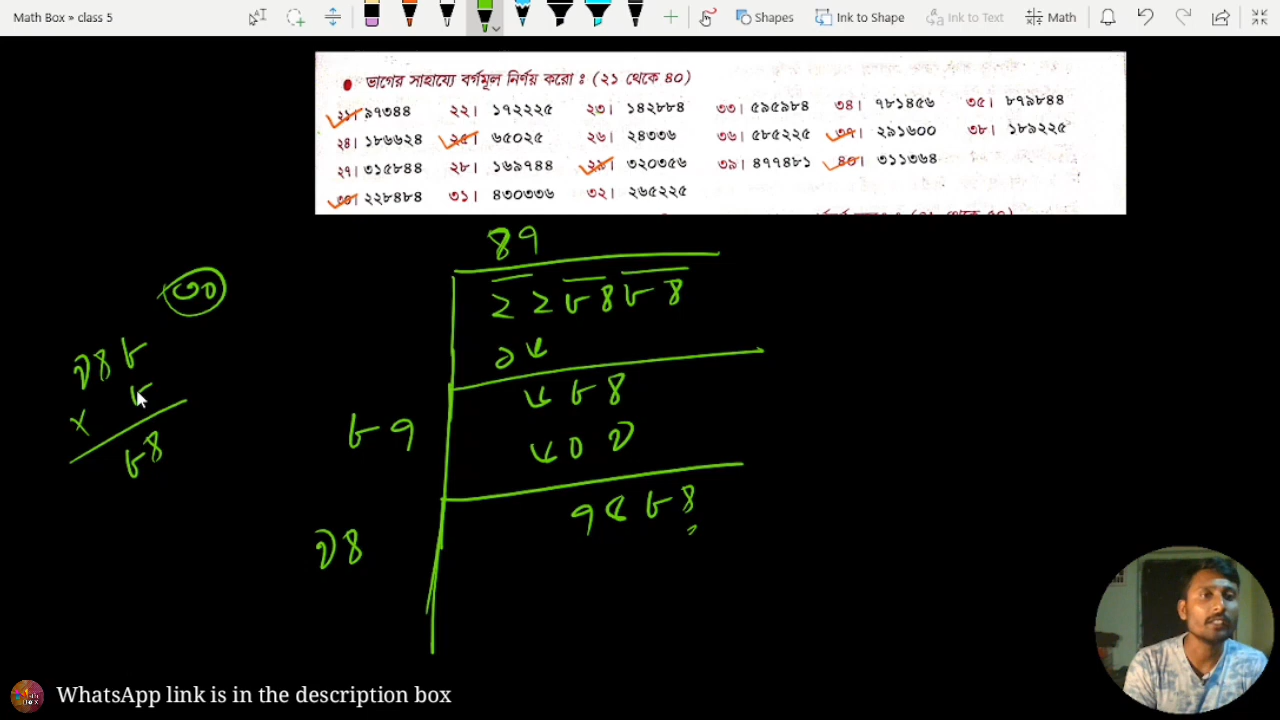 Math Box » class 5
Shapes
Ink to Shape
Ink to Text
Math
● ভাগের সাহায্যে বর্গমূল নির্ণয় করো ঃ (২১ থেকে ৪০)
২১। ৯৭৩৪৪ ২২। ১৭২২২৫ ২৩। ১৪২৮৮৪ ৩৩। ৫৯৫৯৮৪ ৩৪। ৭৮১৪৫৬ ৩৫। ৮৭৯৮৪৪
২৪। ১৮৬৬২৪ ২৫। ৬৫০২৫ ২৬। ২৪৩৩৬ ৩৬। ৫৮৫২২৫ ৩৭। ২৯১৬০০ ৩৮। ১৮৯২২৫
২৭। ৩১৫৮৪৪ ২৮। ১৬৯৭৪৪ ২৯। ৩২০৩৫৬ ৩৯। ৪৭৭৪৮১ ৪০। ৩১১৩৬৪
৩০। ২২৮৪৮৪ ৩১। ৪৩০৩৩৬ ৩২। ২৬৫২২৫
৪৭
৩০
২২৮৪৮৪
১৬
৬৮৪
৮৭
৬০৯
৭৫৮৪
৯৪
৯৪৮
× ৮
৮৪
WhatsApp link is in the description box